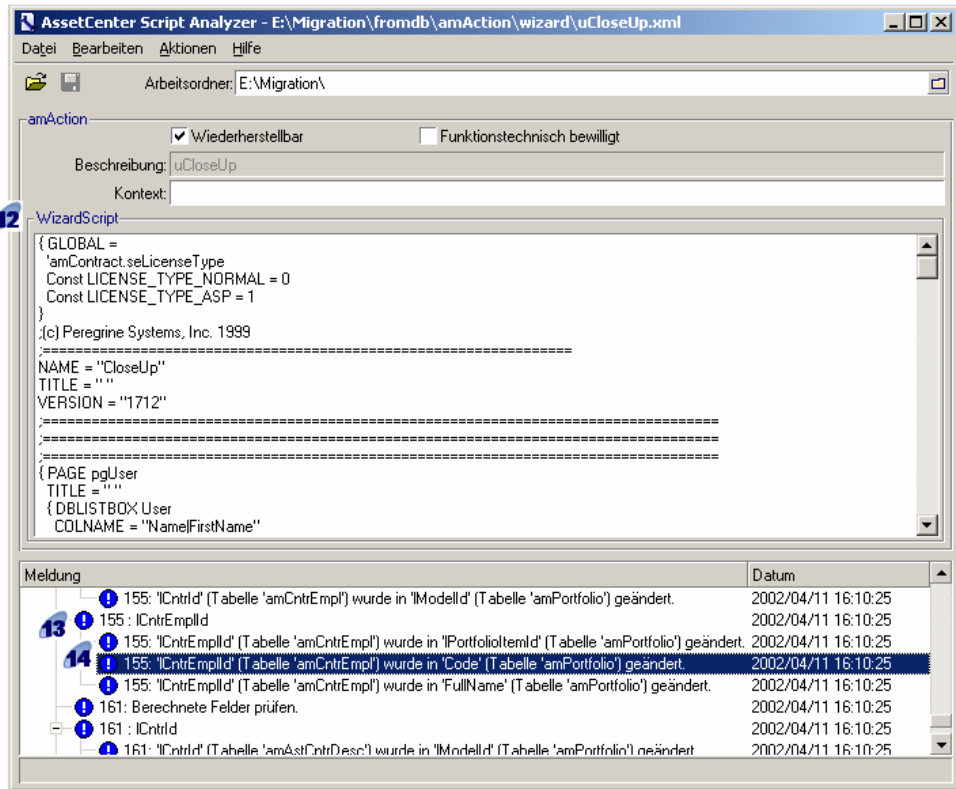 AssetCenter Script Analyzer - E:\Migration\fromdb\amAction\wizard\uCloseUp.xml
Datei Bearbeiten Aktionen Hilfe
Arbeitsordner: E:\Migration\
amAction
Wiederherstellbar Funktionstechnisch bewilligt
Beschreibung: uCloseUp
Kontext:
12 WizardScript
{ GLOBAL =
'amContract.seLicenseType
Const LICENSE_TYPE_NORMAL = 0
Const LICENSE_TYPE_ASP = 1
}
;(c) Peregrine Systems, Inc. 1999
;==================================================================
NAME = "CloseUp"
TITLE = " "
VERSION = "1712"
;====================================================================================
;====================================================================================
;====================================================================================
{ PAGE pgUser
TITLE = " "
{ DBLISTBOX User
COLNAME = "Name|FirstName"
Meldung Datum
155: 'lCntrId' (Tabelle 'amCntrEmpl') wurde in 'lModelId' (Tabelle 'amPortfolio') geändert. 2002/04/11 16:10:25
13 155 : lCntrEmplId 2002/04/11 16:10:25
155: 'lCntrEmplId' (Tabelle 'amCntrEmpl') wurde in 'lPortfolioItemId' (Tabelle 'amPortfolio') geändert. 2002/04/11 16:10:25
14 155: 'lCntrEmplId' (Tabelle 'amCntrEmpl') wurde in 'Code' (Tabelle 'amPortfolio') geändert. 2002/04/11 16:10:25
155: 'lCntrEmplId' (Tabelle 'amCntrEmpl') wurde in 'FullName' (Tabelle 'amPortfolio') geändert. 2002/04/11 16:10:25
161: Berechnete Felder prüfen. 2002/04/11 16:10:25
161 : lCntrId 2002/04/11 16:10:25
161: 'lCntrId' (Tabelle 'amAstCntrDesc') wurde in 'lModelId' (Tabelle 'amPortfolio') geändert. 2002/04/11 16:10:25